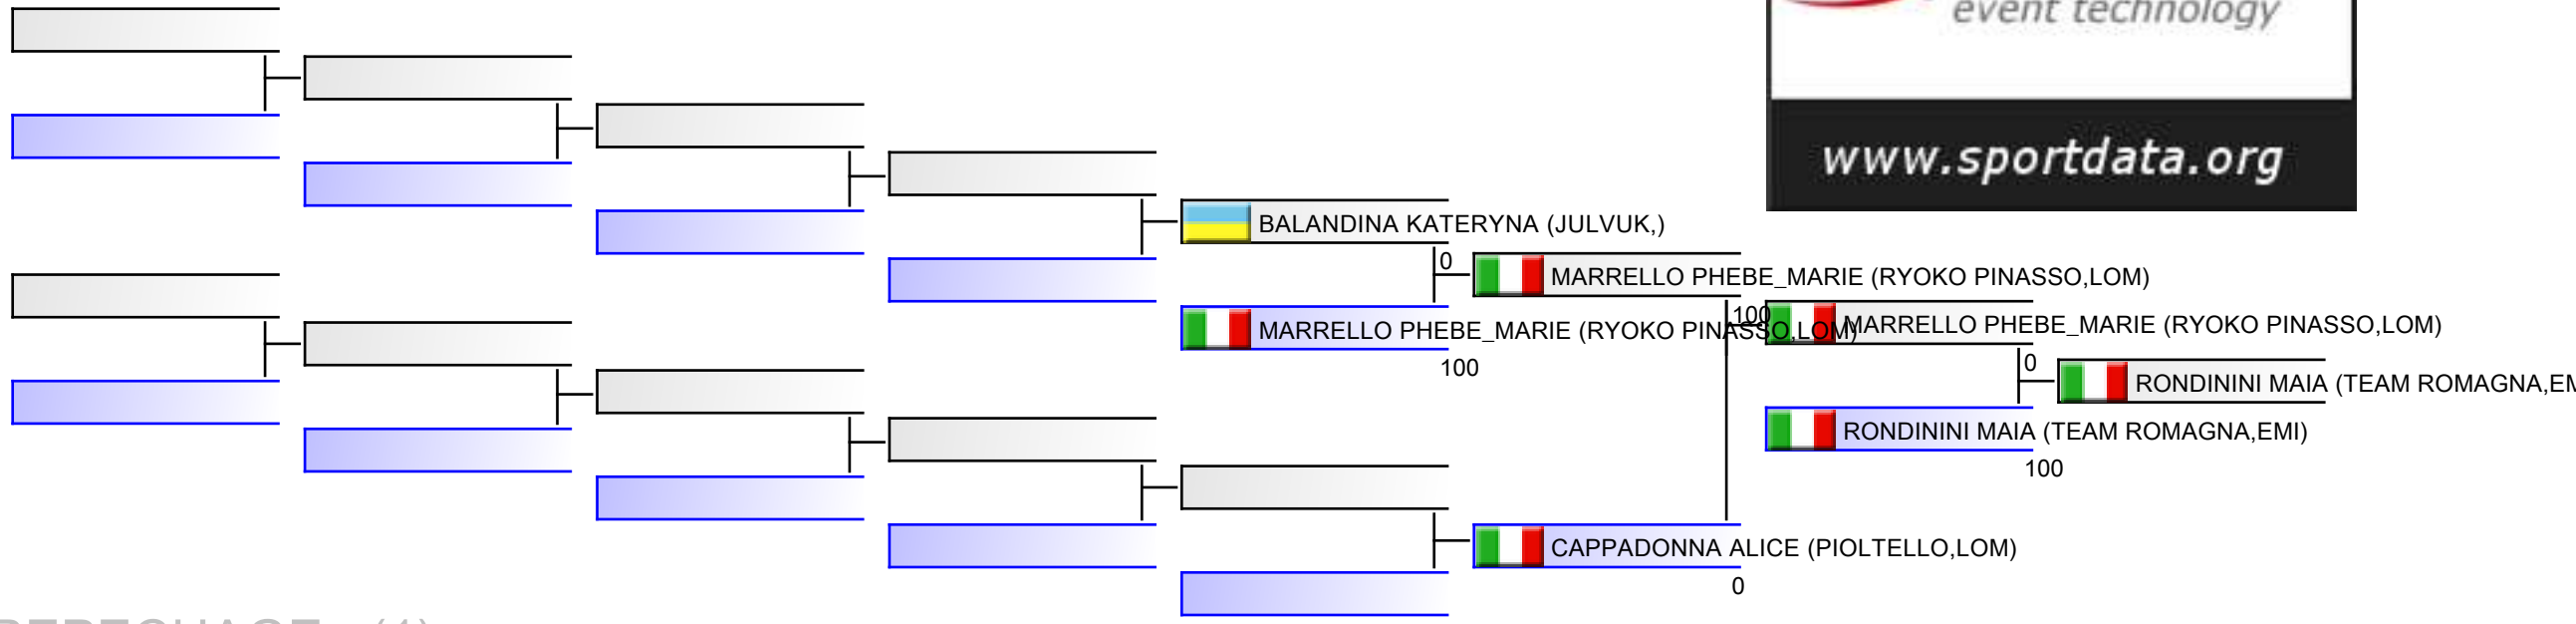 event technology
www.sportdata.org
BALANDINA KATERYNA (JULVUK,)
0
MARRELLO PHEBE_MARIE (RYOKO PINASSO,LOM)
100
MARRELLO PHEBE_MARIE (RYOKO PINASSO,LOM)
MARRELLO PHEBE_MARIE (RYOKO PINASSO,LOM)
100
0
RONDININI MAIA (TEAM ROMAGNA,EM
RONDININI MAIA (TEAM ROMAGNA,EMI)
100
CAPPADONNA ALICE (PIOLTELLO,LOM)
0